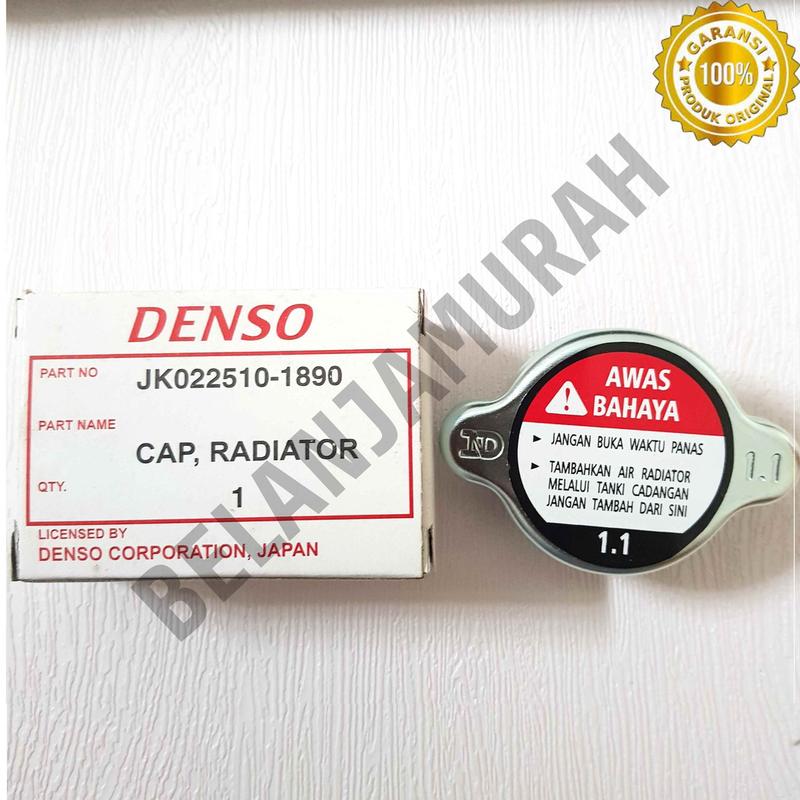 GARANSI
100%
PRODUK ORIGINAL
DENSO
PART NO JK022510-1890
PART NAME
CAP, RADIATOR
QTY. 1
LICENSED BY
DENSO CORPORATION, JAPAN
BELANJAMURAH
AWAS
BAHAYA
► JANGAN BUKA WAKTU PANAS
► TAMBAHKAN AIR RADIATOR
MELALUI TANKI CADANGAN
JANGAN TAMBAH DARI SINI
1.1
ND
1.1